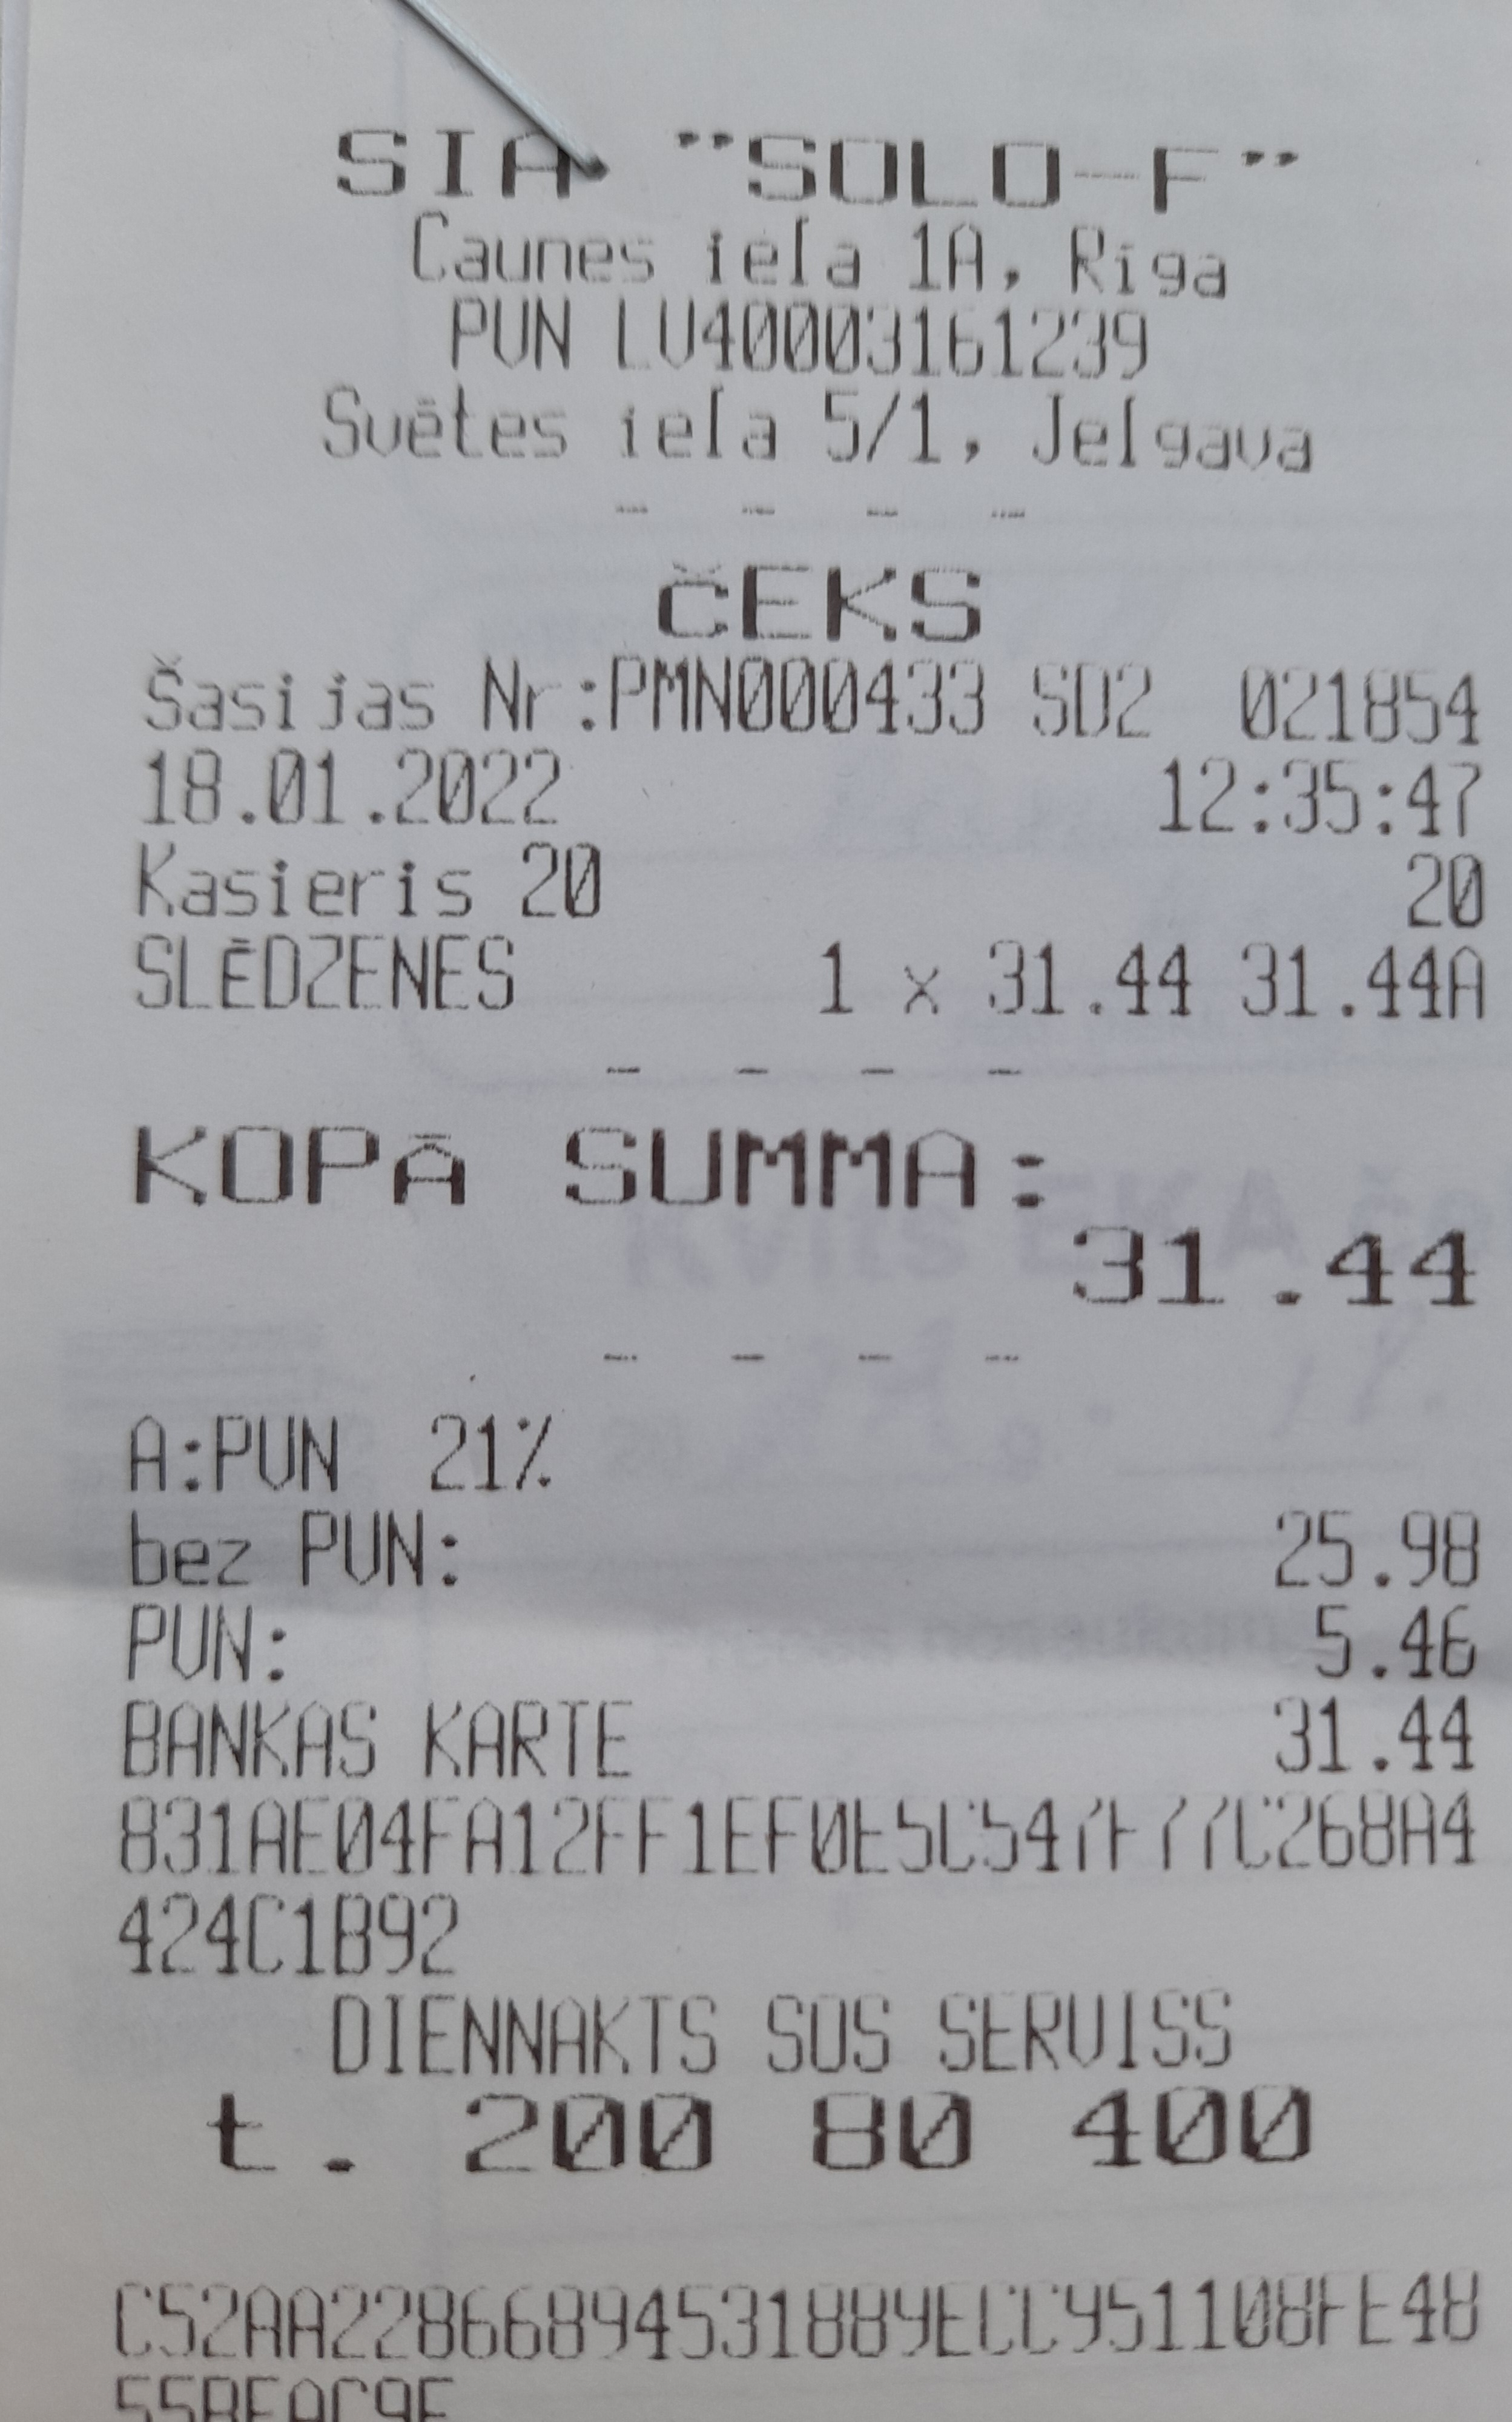 SIA "SOLO-F"
Caunes iela 1A, Rīga
PVN LV40003161239
Svētes iela 5/1, Jelgava
- - - -
ČEKS
Šasijas Nr:PMN000433 SD2 021854
18.01.2022 12:35:47
Kasieris 20 20
SLĒDZENES 1 x 31.44 31.44A
- - - -
KOPĀ SUMMA:
31.44
- - - -
A:PVN 21%
bez PVN: 25.98
PVN: 5.46
BANKAS KARTE 31.44
831AE04FA12FF1EF0E5C547F77C268A4
424C1B92
DIENNAKTS SOS SERVISS
t. 200 80 400
C52AA22866894531889ECC951108FE48